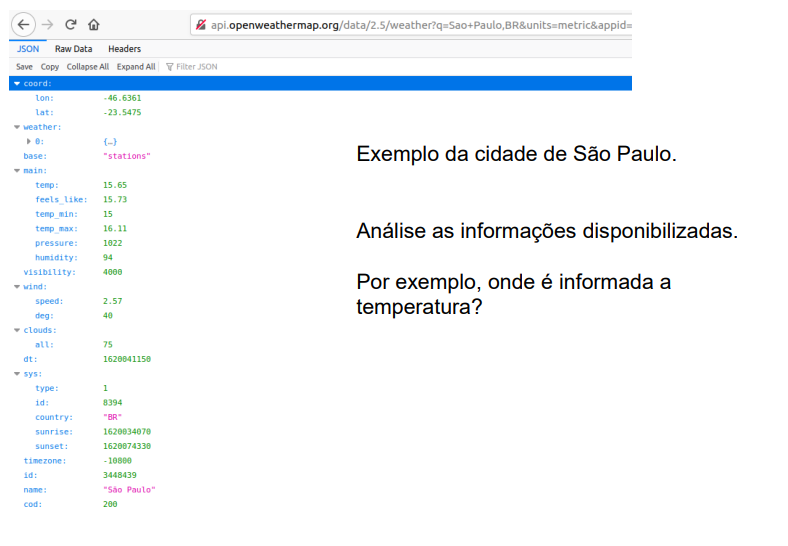 api.openweathermap.org/data/2.5/weather?q=Sao+Paulo,BR&units=metric&appid=
JSON Raw Data Headers
Save Copy Collapse All Expand All Filter JSON
coord:
lon: -46.6361
lat: -23.5475
weather:
0: {…}
base: "stations"
main:
temp: 15.65
feels_like: 15.73
temp_min: 15
temp_max: 16.11
pressure: 1022
humidity: 94
visibility: 4000
wind:
speed: 2.57
deg: 40
clouds:
all: 75
dt: 1620041150
sys:
type: 1
id: 8394
country: "BR"
sunrise: 1620034070
sunset: 1620074330
timezone: -10800
id: 3448439
name: "São Paulo"
cod: 200
Exemplo da cidade de São Paulo.
Análise as informações disponibilizadas.
Por exemplo, onde é informada a
temperatura?